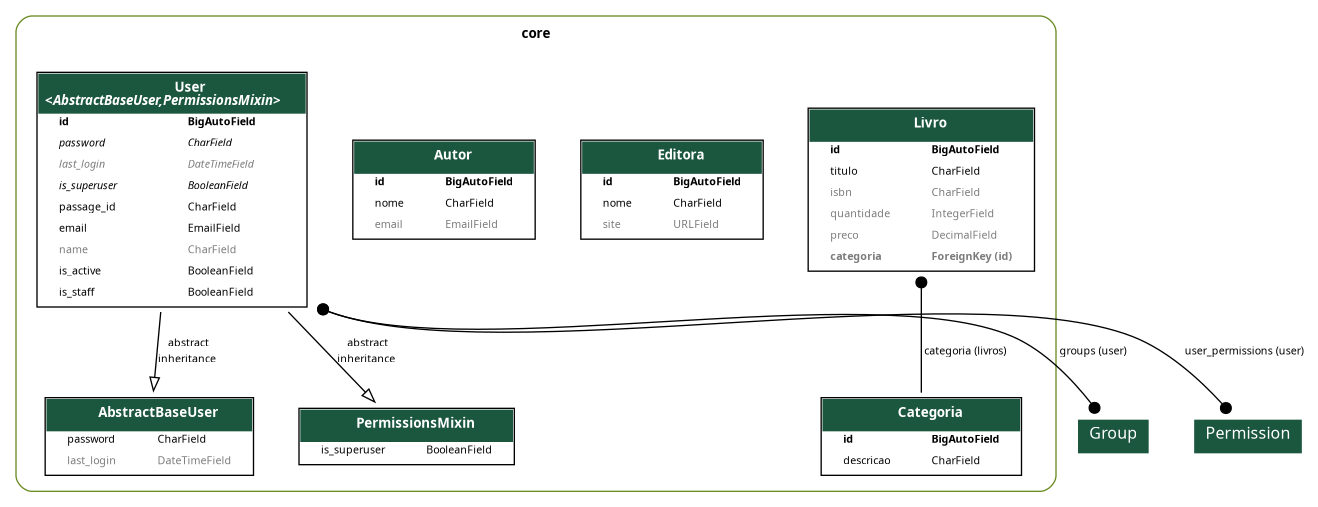 core
User
<AbstractBaseUser,PermissionsMixin>
id BigAutoField
password CharField
last_login DateTimeField
is_superuser BooleanField
passage_id CharField
email EmailField
name CharField
is_active BooleanField
is_staff BooleanField
Autor
id BigAutoField
nome CharField
email EmailField
Editora
id BigAutoField
nome CharField
site URLField
Livro
id BigAutoField
titulo CharField
isbn CharField
quantidade IntegerField
preco DecimalField
categoria ForeignKey (id)
abstract
inheritance
abstract
inheritance
categoria (livros)
groups (user)
user_permissions (user)
AbstractBaseUser
password CharField
last_login DateTimeField
PermissionsMixin
is_superuser BooleanField
Categoria
id BigAutoField
descricao CharField
Group
Permission